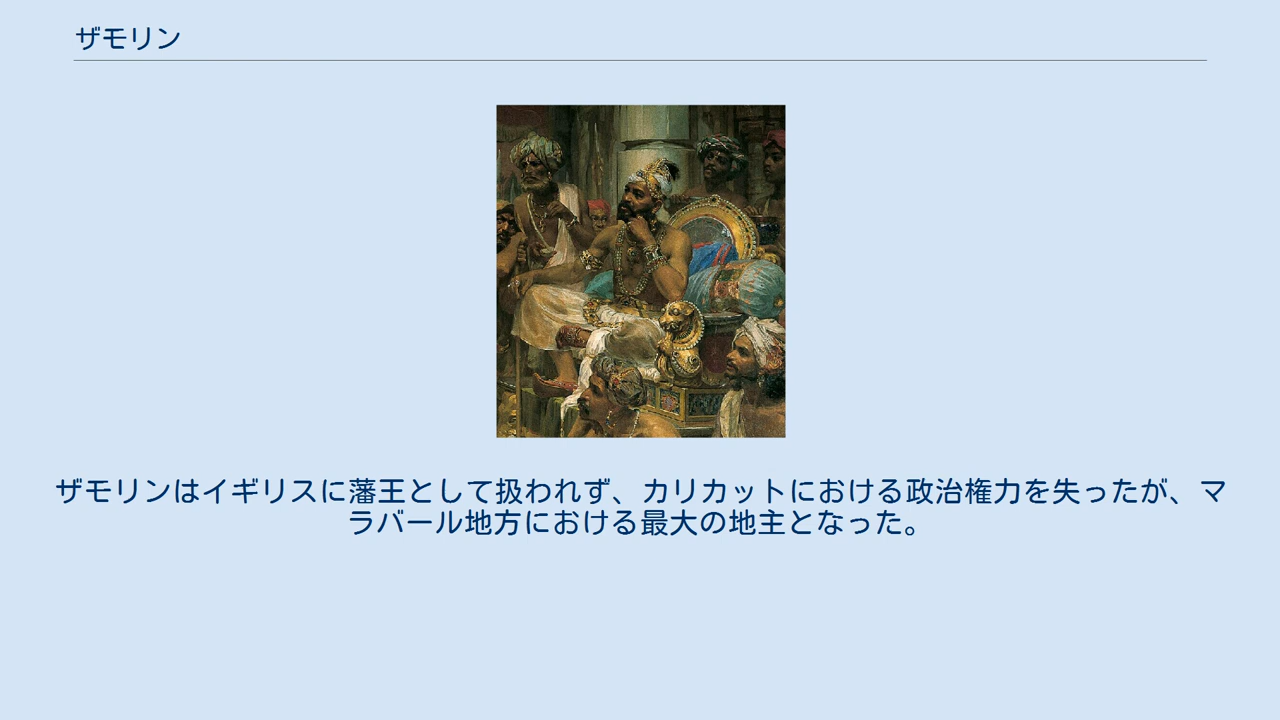 ザモリン
ザモリンはイギリスに藩王として扱われず、カリカットにおける政治権力を失ったが、マ
ラバール地方における最大の地主となった。